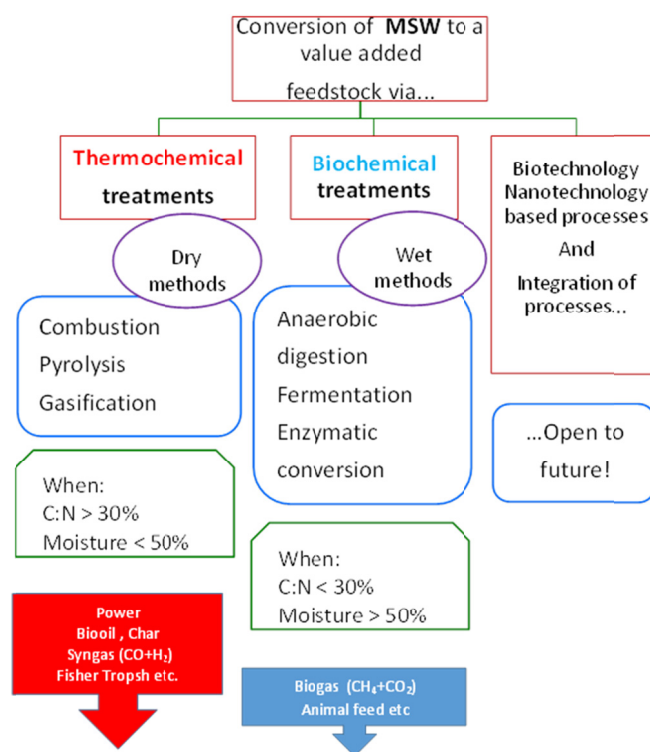 Conversion of MSW to a
value added
feedstock via...
Thermochemical
treatments
Biochemical
treatments
Biotechnology
Nanotechnology
based processes
And
Integration of
processes...
Dry
methods
Wet
methods
Combustion
Pyrolysis
Gasification
Anaerobic
digestion
Fermentation
Enzymatic
conversion
...Open to
future!
When:
C:N > 30%
Moisture < 50%
When:
C:N < 30%
Moisture > 50%
Power
Biooil , Char
Syngas (CO+H₂)
Fisher Tropsh etc.
Biogas (CH₄+CO₂)
Animal feed etc